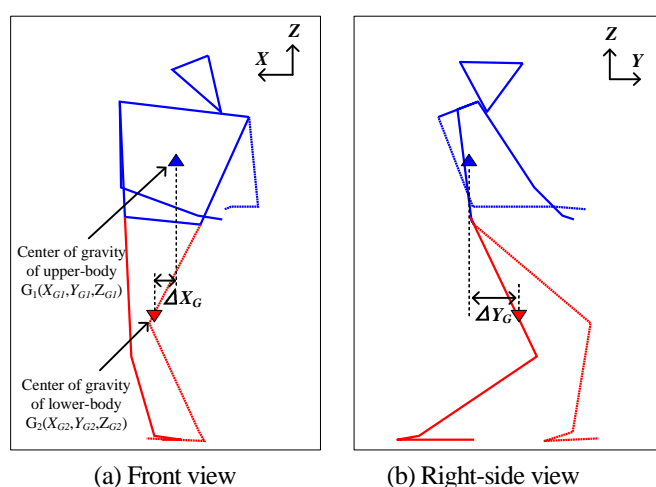 Z
X
Center of gravity
of upper-body
G1(XG1,YG1,ZG1)
ΔXG
Center of gravity
of lower-body
G2(XG2,YG2,ZG2)
(a) Front view
Z
Y
ΔYG
(b) Right-side view